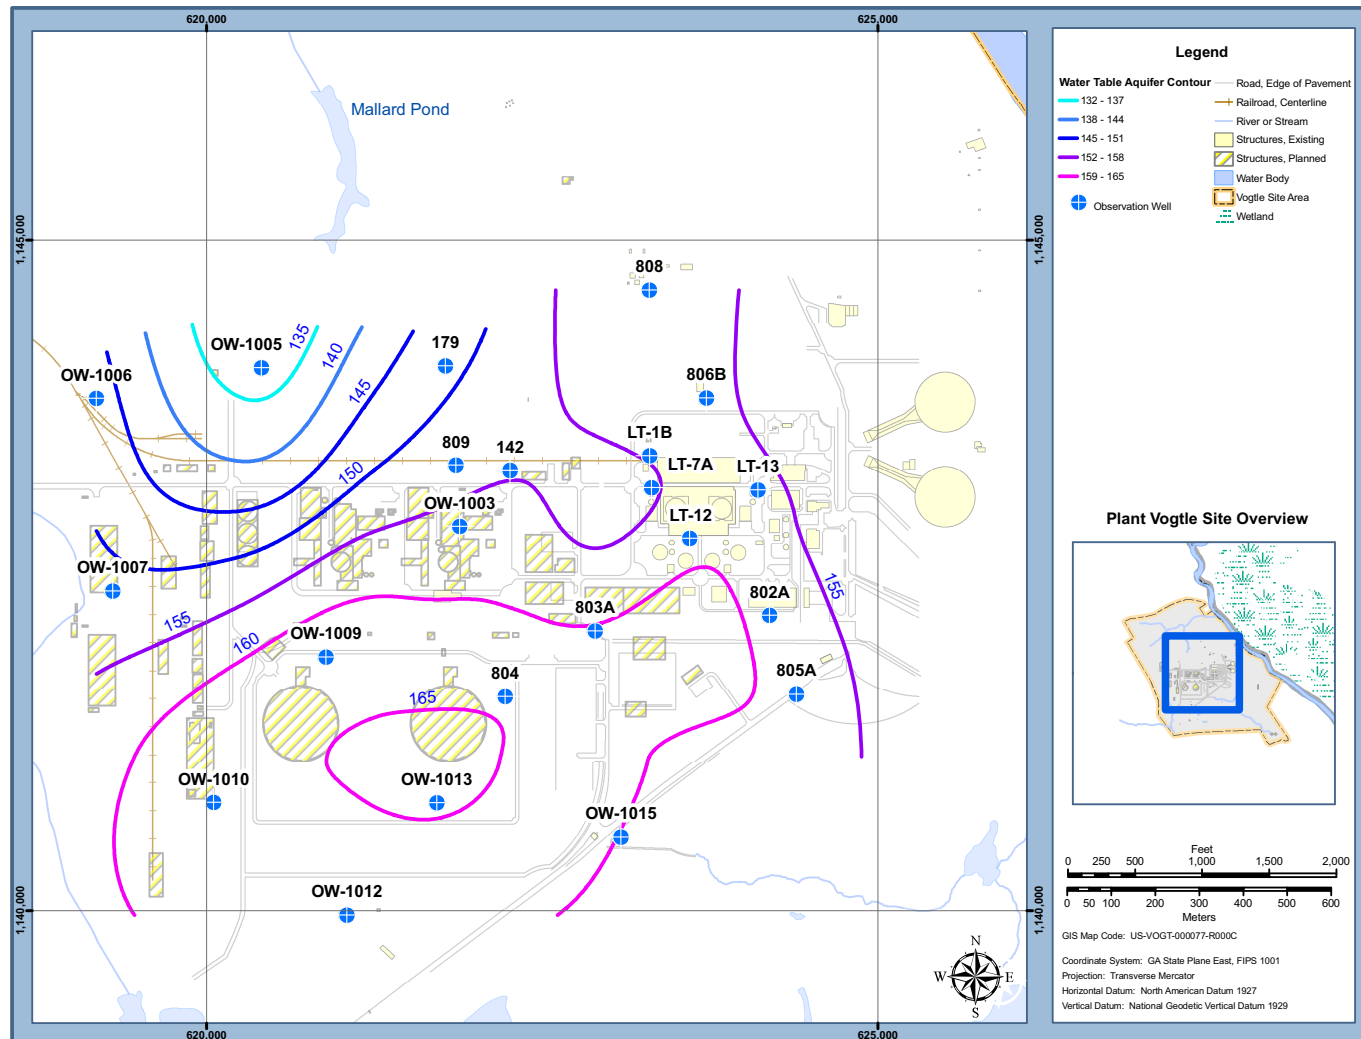 620,000
625,000
1,145,000
1,145,000
1,140,000
1,140,000
620,000
625,000
Mallard Pond
808
OW-1005
135
140
145
179
OW-1006
806B
LT-1B
809
142
LT-7A
LT-13
150
OW-1003
LT-12
OW-1007
155
803A
802A
155
160
OW-1009
804
805A
165
OW-1010
OW-1013
OW-1015
OW-1012
N
W
E
S
Legend
Water Table Aquifer Contour
132 - 137
138 - 144
145 - 151
152 - 158
159 - 165
Observation Well
Road, Edge of Pavement
Railroad, Centerline
River or Stream
Structures, Existing
Structures, Planned
Water Body
Vogtle Site Area
Wetland
Plant Vogtle Site Overview
Feet
0 250 500 1,000 1,500 2,000
0 50 100 200 300 400 500 600
Meters
GIS Map Code: US-VOGT-000077-R000C
Coordinate System: GA State Plane East, FIPS 1001
Projection: Transverse Mercator
Horizontal Datum: North American Datum 1927
Vertical Datum: National Geodetic Vertical Datum 1929